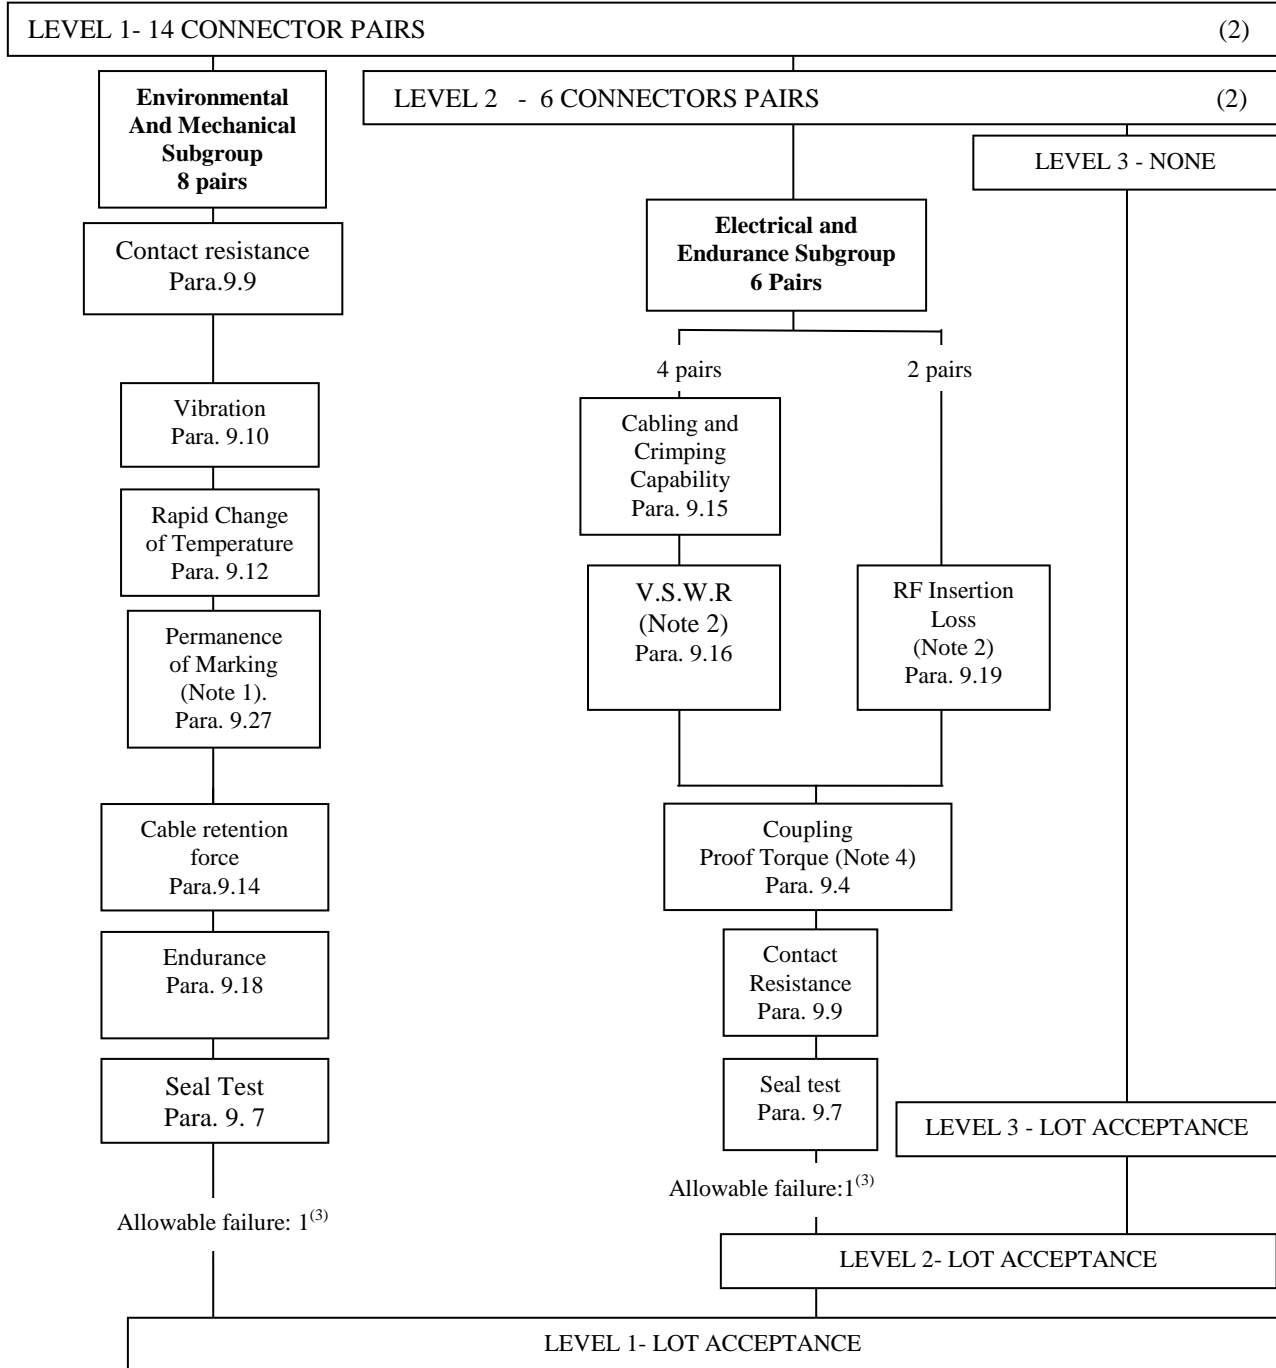 LEVEL 1- 14 CONNECTOR PAIRS (2)
Environmental
And Mechanical
Subgroup
8 pairs
LEVEL 2 - 6 CONNECTORS PAIRS (2)
LEVEL 3 - NONE
Contact resistance
Para.9.9
Vibration
Para. 9.10
Rapid Change
of Temperature
Para. 9.12
Permanence
of Marking
(Note 1).
Para. 9.27
Cable retention
force
Para.9.14
Endurance
Para. 9.18
Seal Test
Para. 9. 7
Allowable failure: 1(3)
Electrical and
Endurance Subgroup
6 Pairs
4 pairs
Cabling and
Crimping
Capability
Para. 9.15
V.S.W.R
(Note 2)
Para. 9.16
2 pairs
RF Insertion
Loss
(Note 2)
Para. 9.19
Coupling
Proof Torque (Note 4)
Para. 9.4
Contact
Resistance
Para. 9.9
Seal test
Para. 9.7
Allowable failure:1(3)
LEVEL 3 - LOT ACCEPTANCE
LEVEL 2- LOT ACCEPTANCE
LEVEL 1- LOT ACCEPTANCE